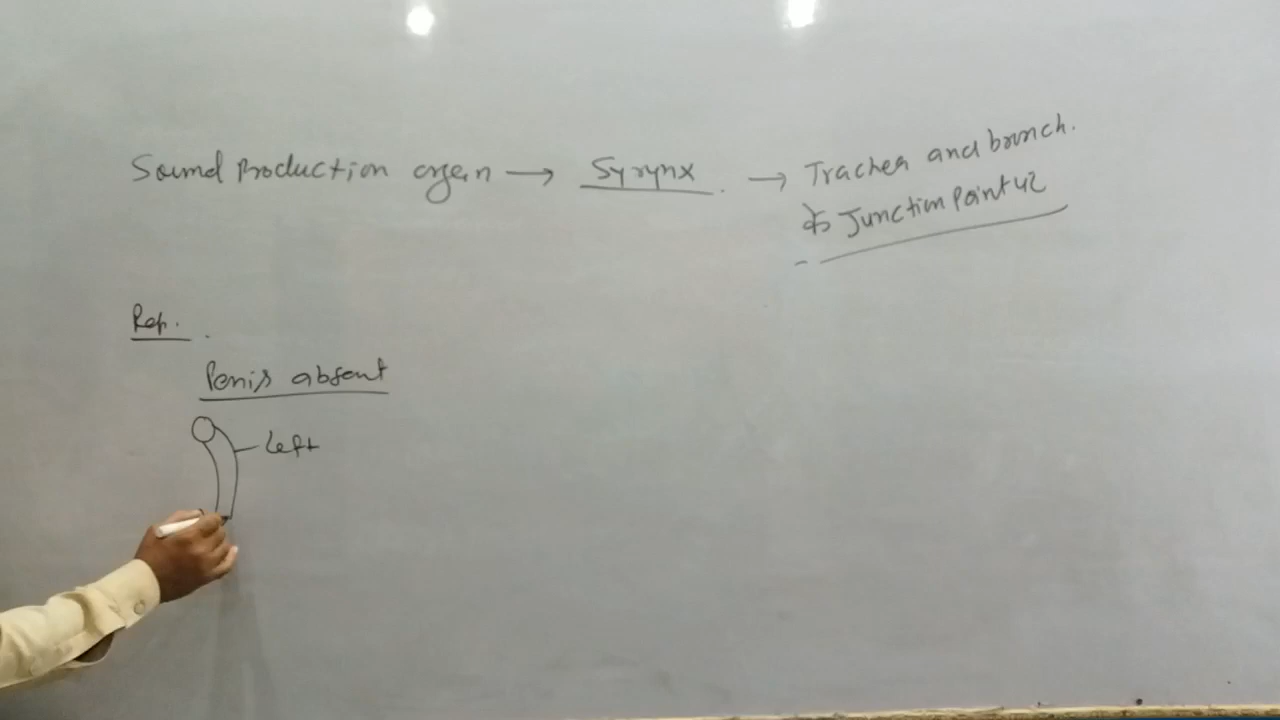 Sound Production organ → Syrynx → Trachea and bronch.
के Junction Point पर
Rep.
Penis absent
left